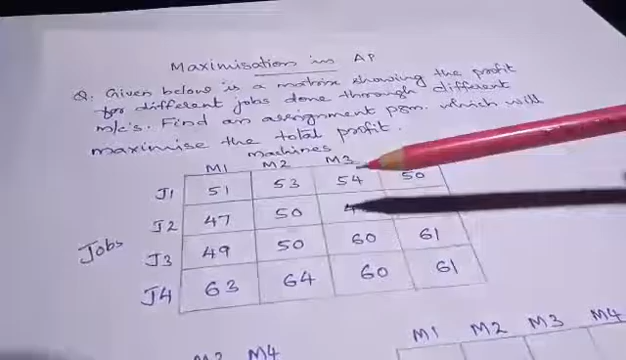 Maximisation in AP
Q. Given below is a matrix showing the profit
for different jobs done through different
m/c's. Find an assignment pgm. which will
maximise the total profit.
machines
M1 M2 M3
J1 51 53 54 50
J2 47 50
Jobs
J3 49 50 60 61
J4 63 64 60 61
M1 M2 M3 M4
M4